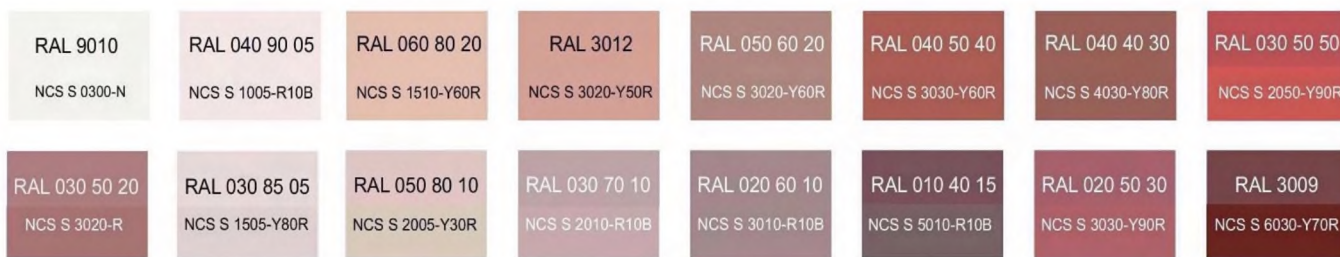 RAL 9010
NCS S 0300-N
RAL 040 90 05
NCS S 1005-R10B
RAL 060 80 20
NCS S 1510-Y60R
RAL 3012
NCS S 3020-Y50R
RAL 050 60 20
NCS S 3020-Y60R
RAL 040 50 40
NCS S 3030-Y60R
RAL 040 40 30
NCS S 4030-Y80R
RAL 030 50 50
NCS S 2050-Y90R
RAL 030 50 20
NCS S 3020-R
RAL 030 85 05
NCS S 1505-Y80R
RAL 050 80 10
NCS S 2005-Y30R
RAL 030 70 10
NCS S 2010-R10B
RAL 020 60 10
NCS S 3010-R10B
RAL 010 40 15
NCS S 5010-R10B
RAL 020 50 30
NCS S 3030-Y90R
RAL 3009
NCS S 6030-Y70R